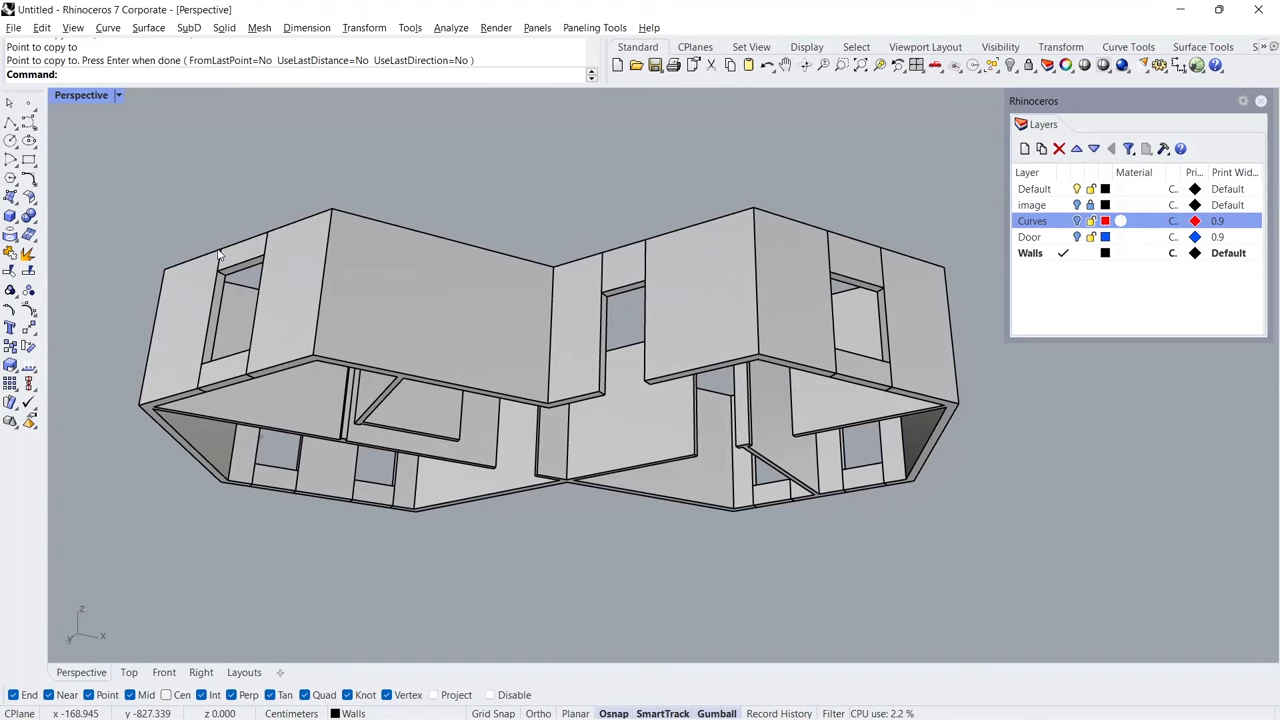 Untitled - Rhinoceros 7 Corporate - [Perspective]
File Edit View Curve Surface SubD Solid Mesh Dimension Transform Tools Analyze Render Panels Paneling Tools Help
Point to copy to
Point to copy to. Press Enter when done ( FromLastPoint=No UseLastDistance=No UseLastDirection=No )
Command:
Standard CPlanes Set View Display Select Viewport Layout Visibility Transform Curve Tools Surface Tools S
Perspective
Rhinoceros
Layers
Layer Material Pri... Print Wid...
Default C.. Default
image C.. Default
Curves C.. 0.9
Door C.. 0.9
Walls C.. Default
z
y x
Perspective Top Front Right Layouts
End Near Point Mid Cen Int Perp Tan Quad Knot Vertex Project Disable
CPlane x -168.945 y -827.339 z 0.000 Centimeters Walls Grid Snap Ortho Planar Osnap SmartTrack Gumball Record History Filter CPU use: 2.2 %